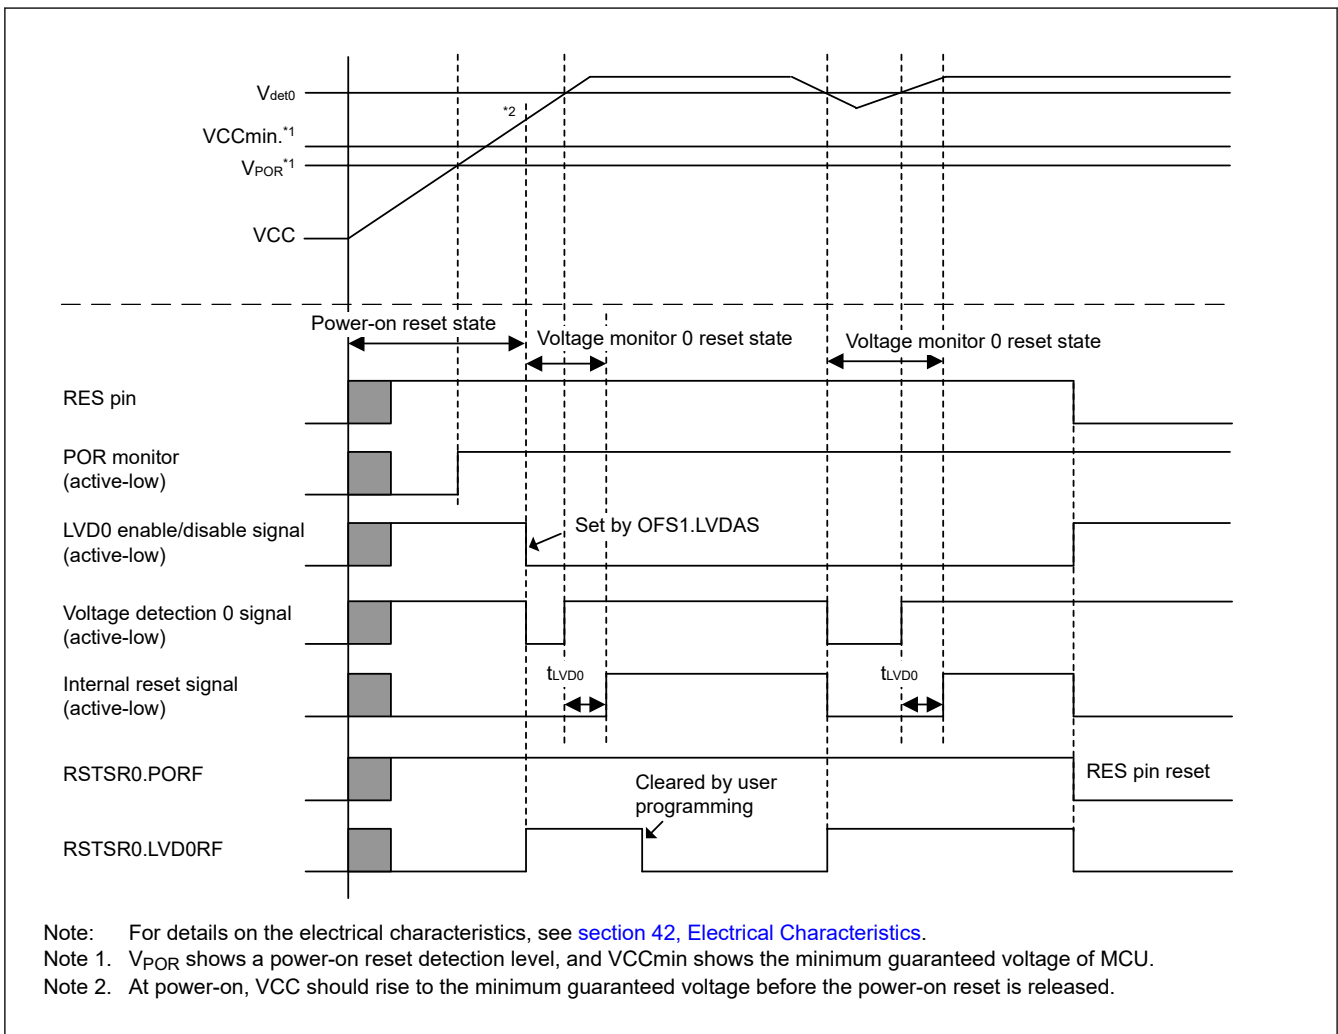 Vdet0
*2
VCCmin.*1
VPOR*1
VCC
Power-on reset state
Voltage monitor 0 reset state
Voltage monitor 0 reset state
RES pin
POR monitor
(active-low)
LVD0 enable/disable signal
(active-low)
Set by OFS1.LVDAS
Voltage detection 0 signal
(active-low)
Internal reset signal
(active-low)
tLVD0
tLVD0
RSTSR0.PORF
RES pin reset
Cleared by user
programming
RSTSR0.LVD0RF
Note: For details on the electrical characteristics, see section 42, Electrical Characteristics.
Note 1. VPOR shows a power-on reset detection level, and VCCmin shows the minimum guaranteed voltage of MCU.
Note 2. At power-on, VCC should rise to the minimum guaranteed voltage before the power-on reset is released.